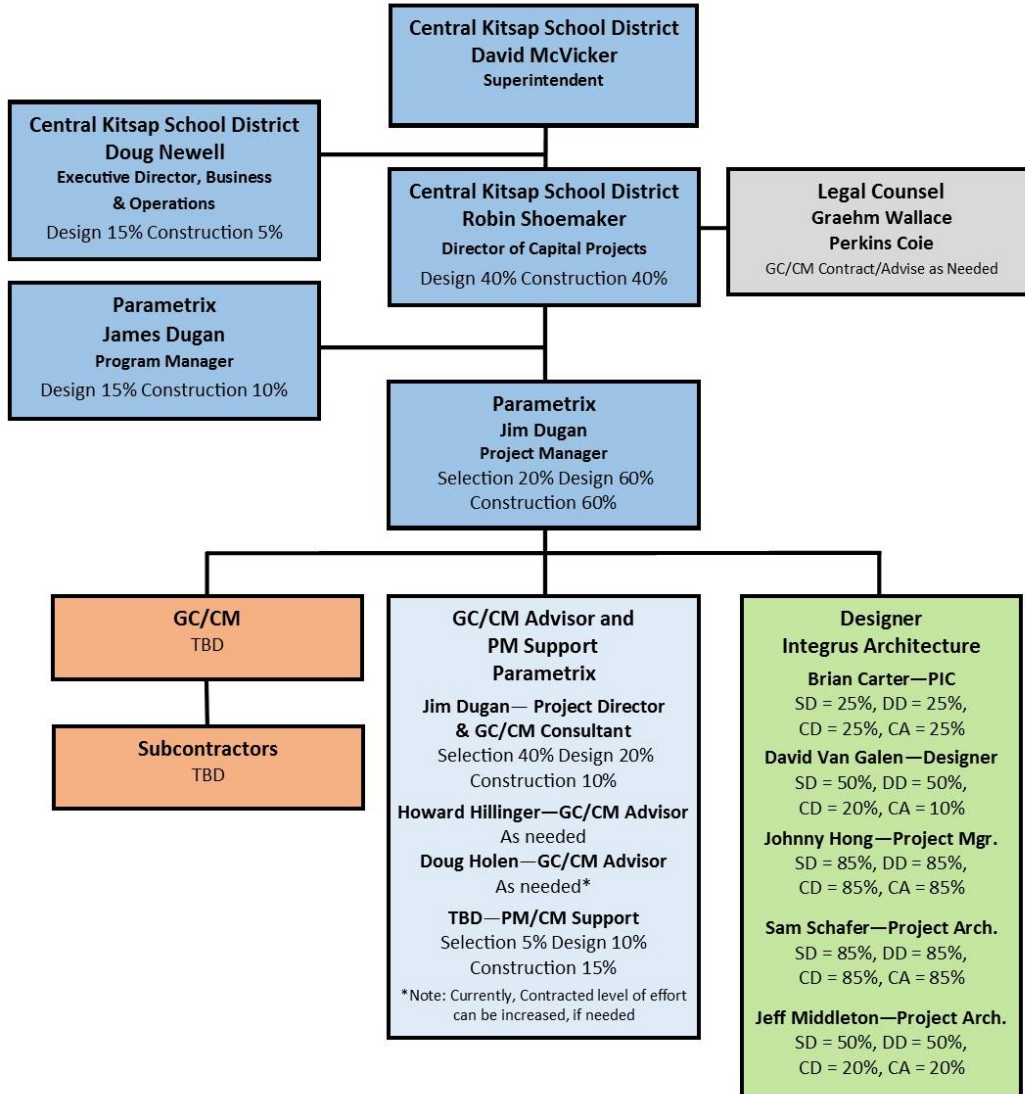 Central Kitsap School District
David McVicker
Superintendent
Central Kitsap School District
Doug Newell
Executive Director, Business
& Operations
Design 15% Construction 5%
Central Kitsap School District
Robin Shoemaker
Director of Capital Projects
Design 40% Construction 40%
Legal Counsel
Graehm Wallace
Perkins Coie
GC/CM Contract/Advise as Needed
Parametrix
James Dugan
Program Manager
Design 15% Construction 10%
Parametrix
Jim Dugan
Project Manager
Selection 20% Design 60%
Construction 60%
GC/CM
TBD
Subcontractors
TBD
GC/CM Advisor and
PM Support
Parametrix
Jim Dugan— Project Director
& GC/CM Consultant
Selection 40% Design 20%
Construction 10%
Howard Hillinger—GC/CM Advisor
As needed
Doug Holen—GC/CM Advisor
As needed*
TBD—PM/CM Support
Selection 5% Design 10%
Construction 15%
*Note: Currently, Contracted level of effort
can be increased, if needed
Designer
Integrus Architecture
Brian Carter—PIC
SD = 25%, DD = 25%,
CD = 25%, CA = 25%
David Van Galen—Designer
SD = 50%, DD = 50%,
CD = 20%, CA = 10%
Johnny Hong—Project Mgr.
SD = 85%, DD = 85%,
CD = 85%, CA = 85%
Sam Schafer—Project Arch.
SD = 85%, DD = 85%,
CD = 85%, CA = 85%
Jeff Middleton—Project Arch.
SD = 50%, DD = 50%,
CD = 20%, CA = 20%